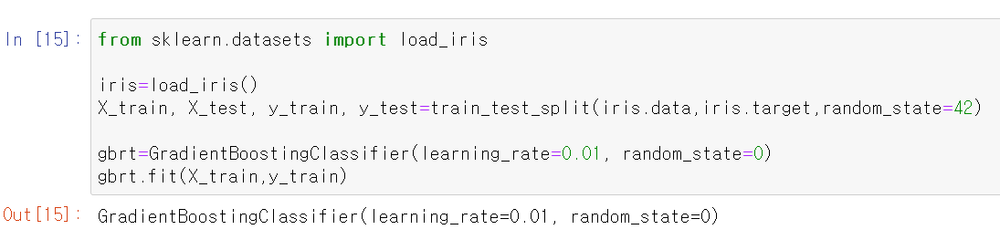 In [15]: from sklearn.datasets import load_iris
iris=load_iris()
X_train, X_test, y_train, y_test=train_test_split(iris.data,iris.target,random_state=42)
gbrt=GradientBoostingClassifier(learning_rate=0.01, random_state=0)
gbrt.fit(X_train,y_train)
Out[15]: GradientBoostingClassifier(learning_rate=0.01, random_state=0)